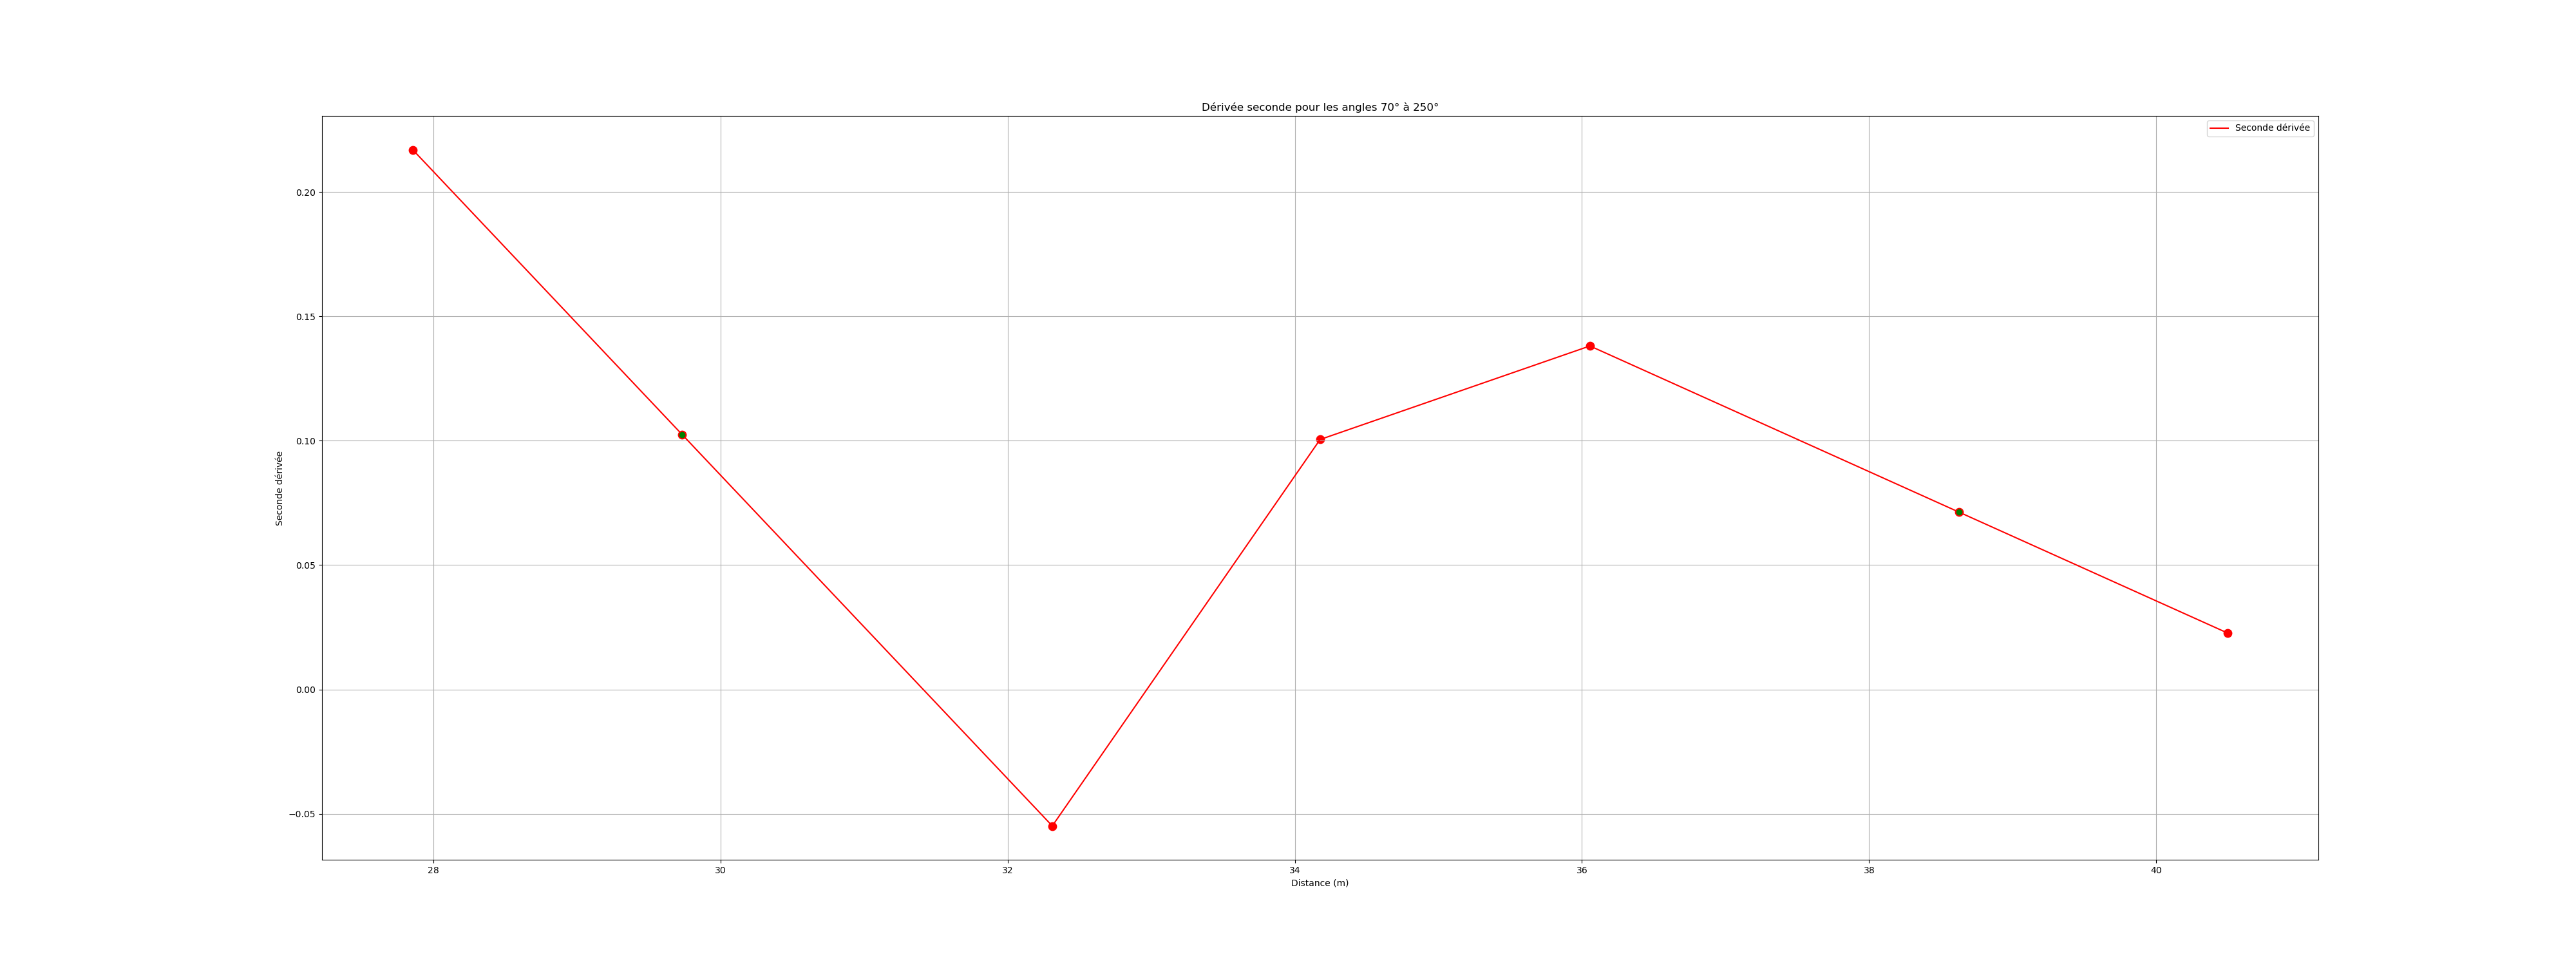 Dérivée seconde pour les angles 70° à 250°
Seconde dérivée
0.20
0.15
0.10
0.05
0.00
−0.05
Seconde dérivée
28 30 32 34 36 38 40
Distance (m)